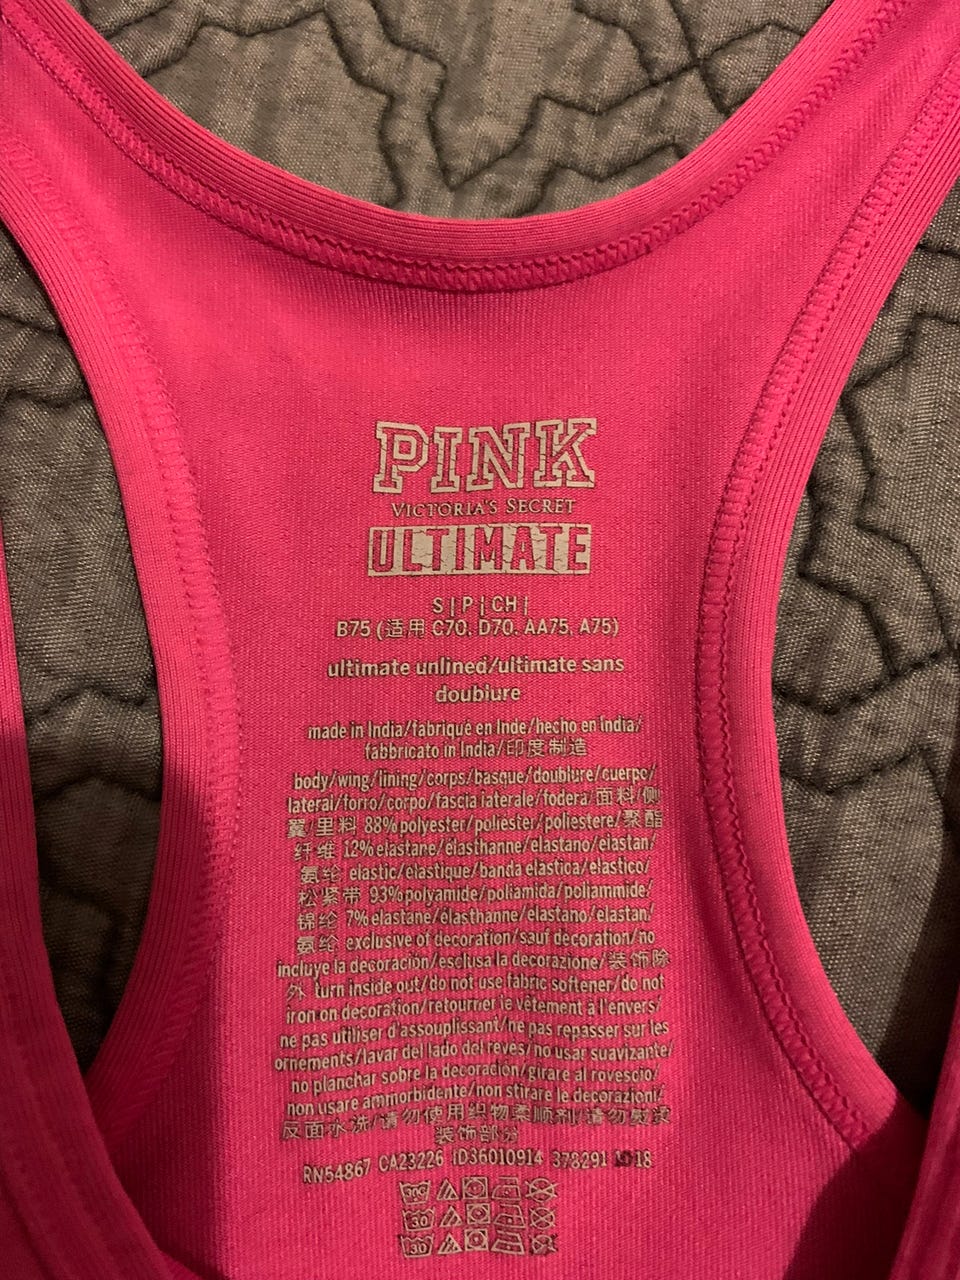 PINK
VICTORIA'S SECRET
ULTIMATE
S | P | CH |
B75 (适用 C70, D70, AA75, A75)
ultimate unlined/ultimate sans
doublure
made in India/fabriqué en Inde/hecho en India/
fabbricato in India/印度制造
body/wing/lining/corps/basque/doublure/cuerpo/
lateral/forro/corpo/fascia laterale/fodera/面料/侧
翼/里料 88% polyester/poliester/poliestere/聚酯
纤维 12% elastane/élasthanne/elastano/elastan/
氨纶 elastic/elastique/banda elastica/elastico/
松紧带 93% polyamide/poliamida/poliammide/
锦纶 7% elastane/élasthanne/elastano/elastan/
氨纶 exclusive of decoration/sauf decoration/no
incluye la decoración/esclusa la decorazione/装饰除
外 turn inside out/do not use fabric softener/do not
iron on decoration/retourner le vêtement à l'envers/
ne pas utiliser d'assouplissant/ne pas repasser sur les
ornements/lavar del lado del reves/no usar suavizante/
no planchar sobre la decoración/girare al rovescio/
non usare ammorbidente/non stirare le decorazioni/
反面水洗/请勿使用织物柔顺剂/请勿熨烫
装饰部分
RN54867 CA23226 ID36010914 378291 18
30C
30
30